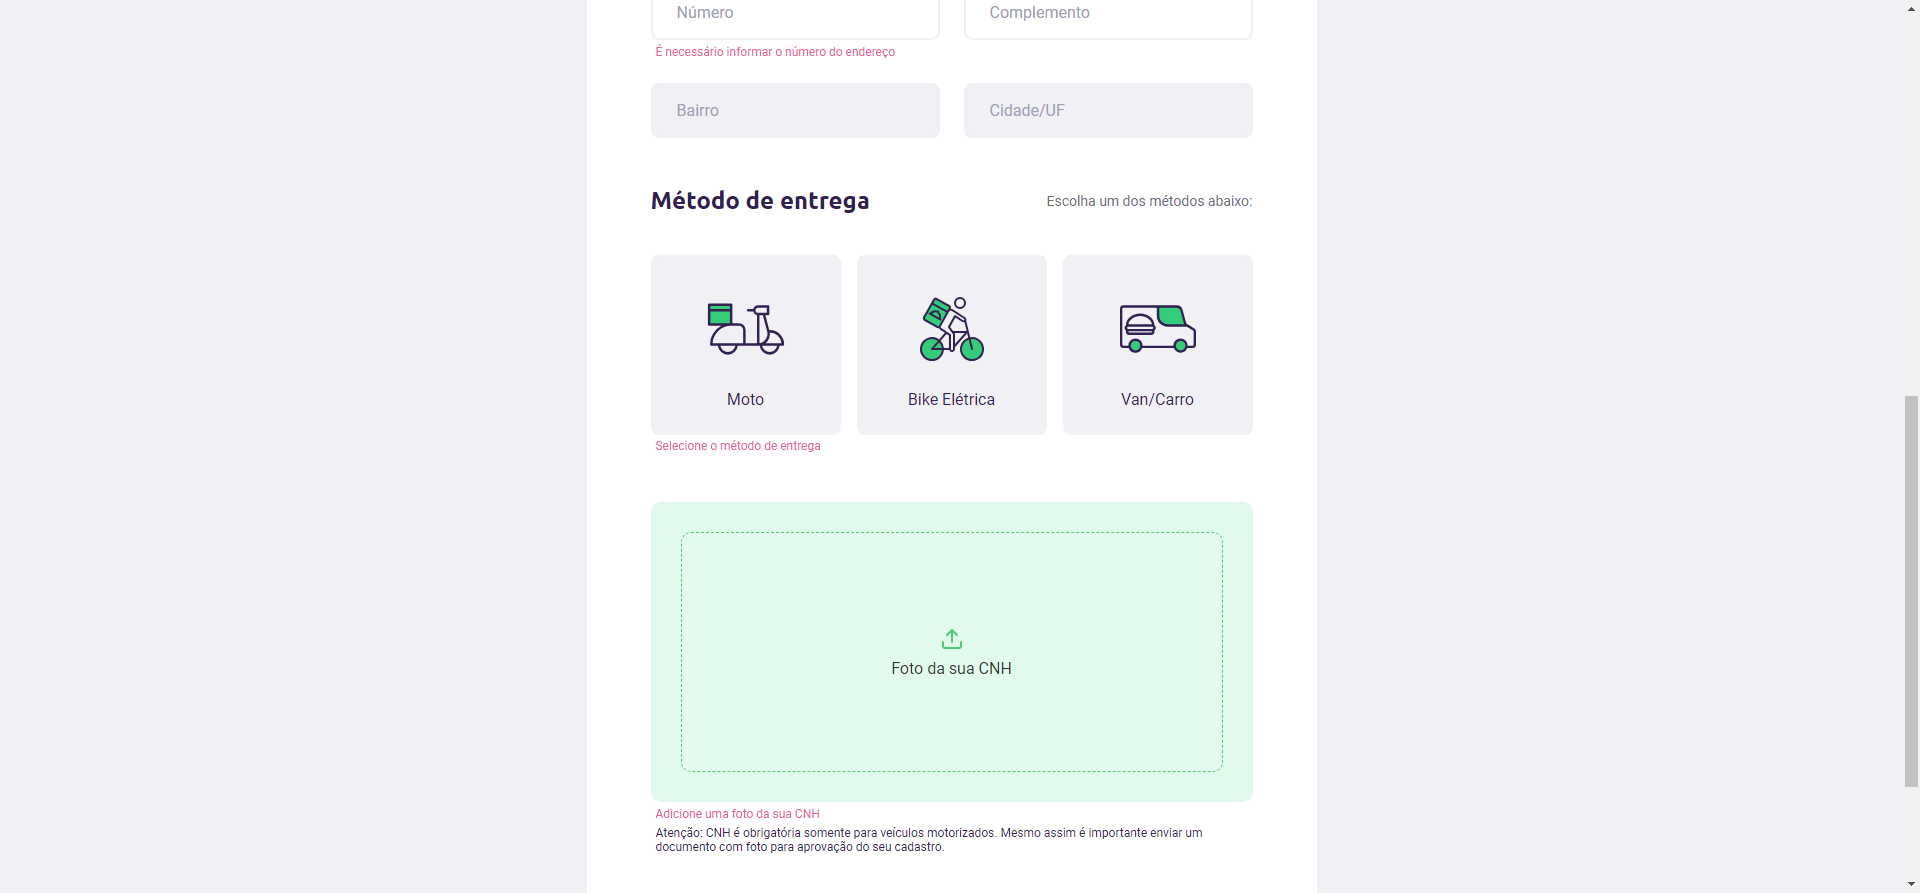 Número
Complemento
É necessário informar o número do endereço
Bairro
Cidade/UF
Método de entrega
Escolha um dos métodos abaixo:
Moto
Bike Elétrica
Van/Carro
Selecione o método de entrega
Foto da sua CNH
Adicione uma foto da sua CNH
Atenção: CNH é obrigatória somente para veículos motorizados. Mesmo assim é importante enviar um
documento com foto para aprovação do seu cadastro.